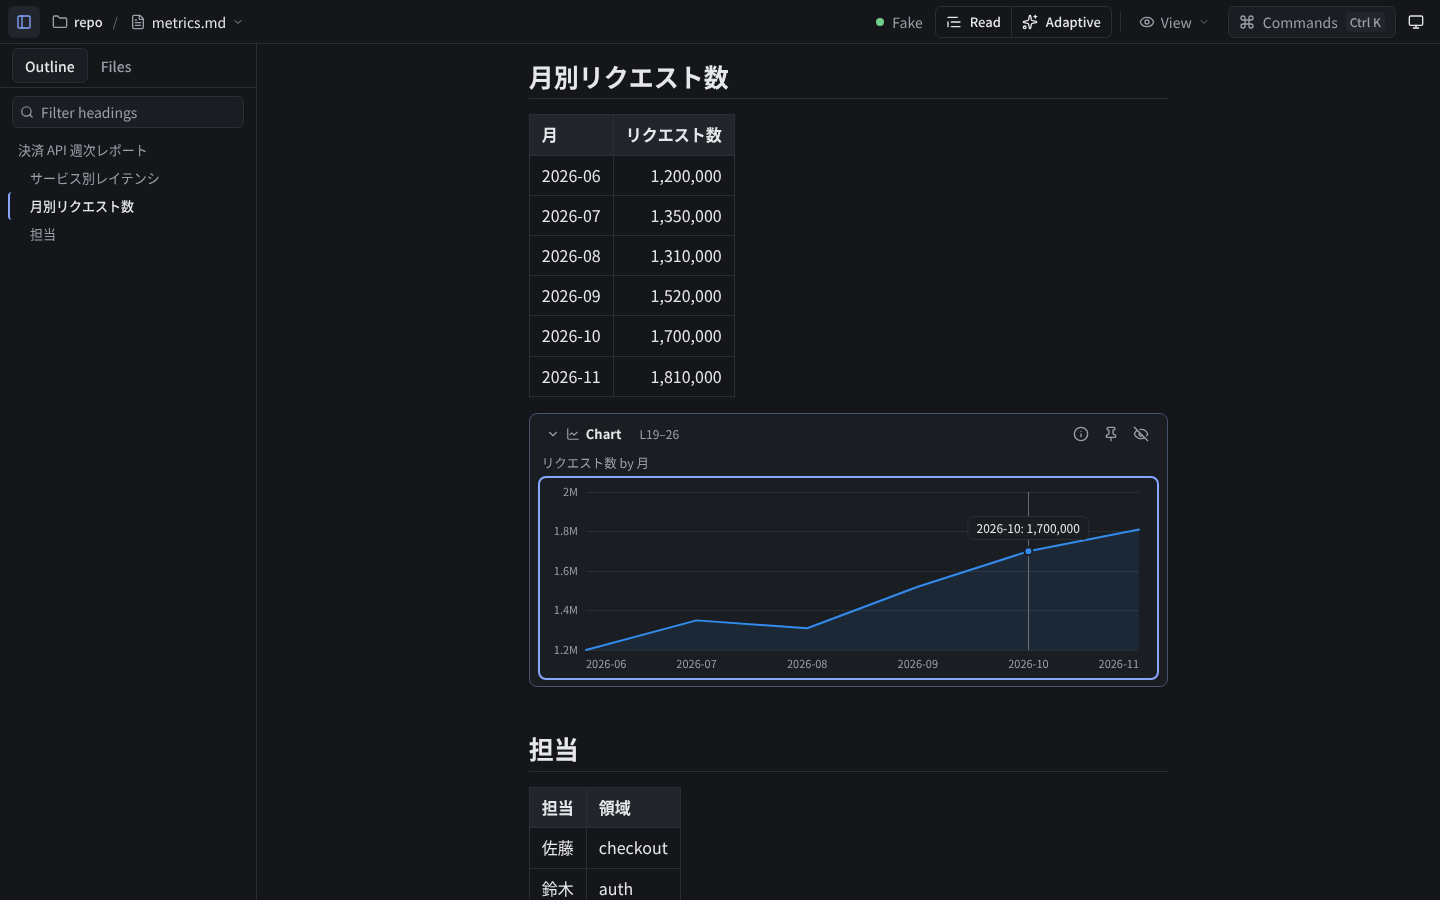 repo / metrics.md
Fake
Read
Adaptive
View
Commands Ctrl K
Outline
Files
Filter headings
決済 API 週次レポート
サービス別レイテンシ
月別リクエスト数
担当
月別リクエスト数
月 リクエスト数
2026-06 1,200,000
2026-07 1,350,000
2026-08 1,310,000
2026-09 1,520,000
2026-10 1,700,000
2026-11 1,810,000
Chart L19–26
リクエスト数 by 月
2M
1.8M
1.6M
1.4M
1.2M
2026-10: 1,700,000
2026-06 2026-07 2026-08 2026-09 2026-10 2026-11
担当
担当 領域
佐藤 checkout
鈴木 auth